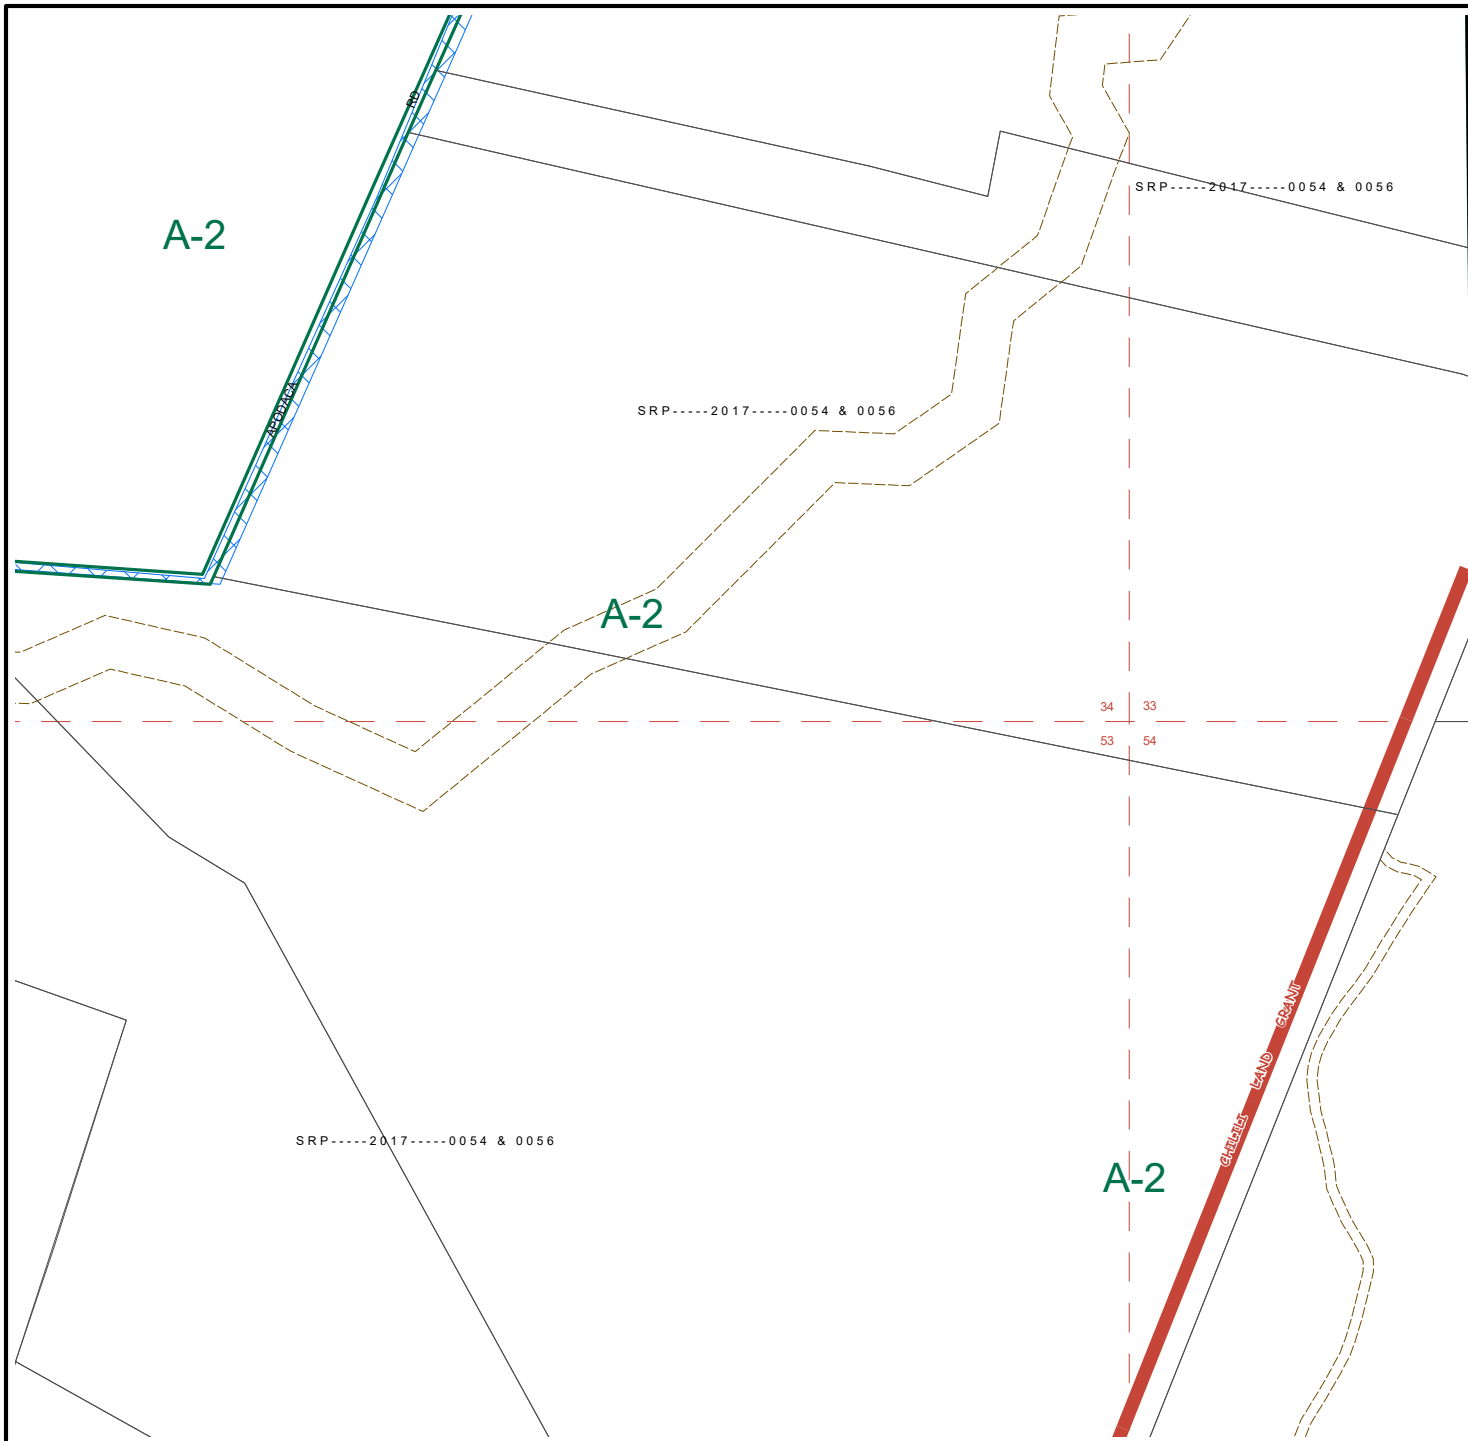 RD
SRP-----2017-----0054 & 0056
A-2
APODACA
SRP-----2017-----0054 & 0056
A-2
34 33
53 54
CHILILI LAND GRANT
SRP-----2017-----0054 & 0056
A-2